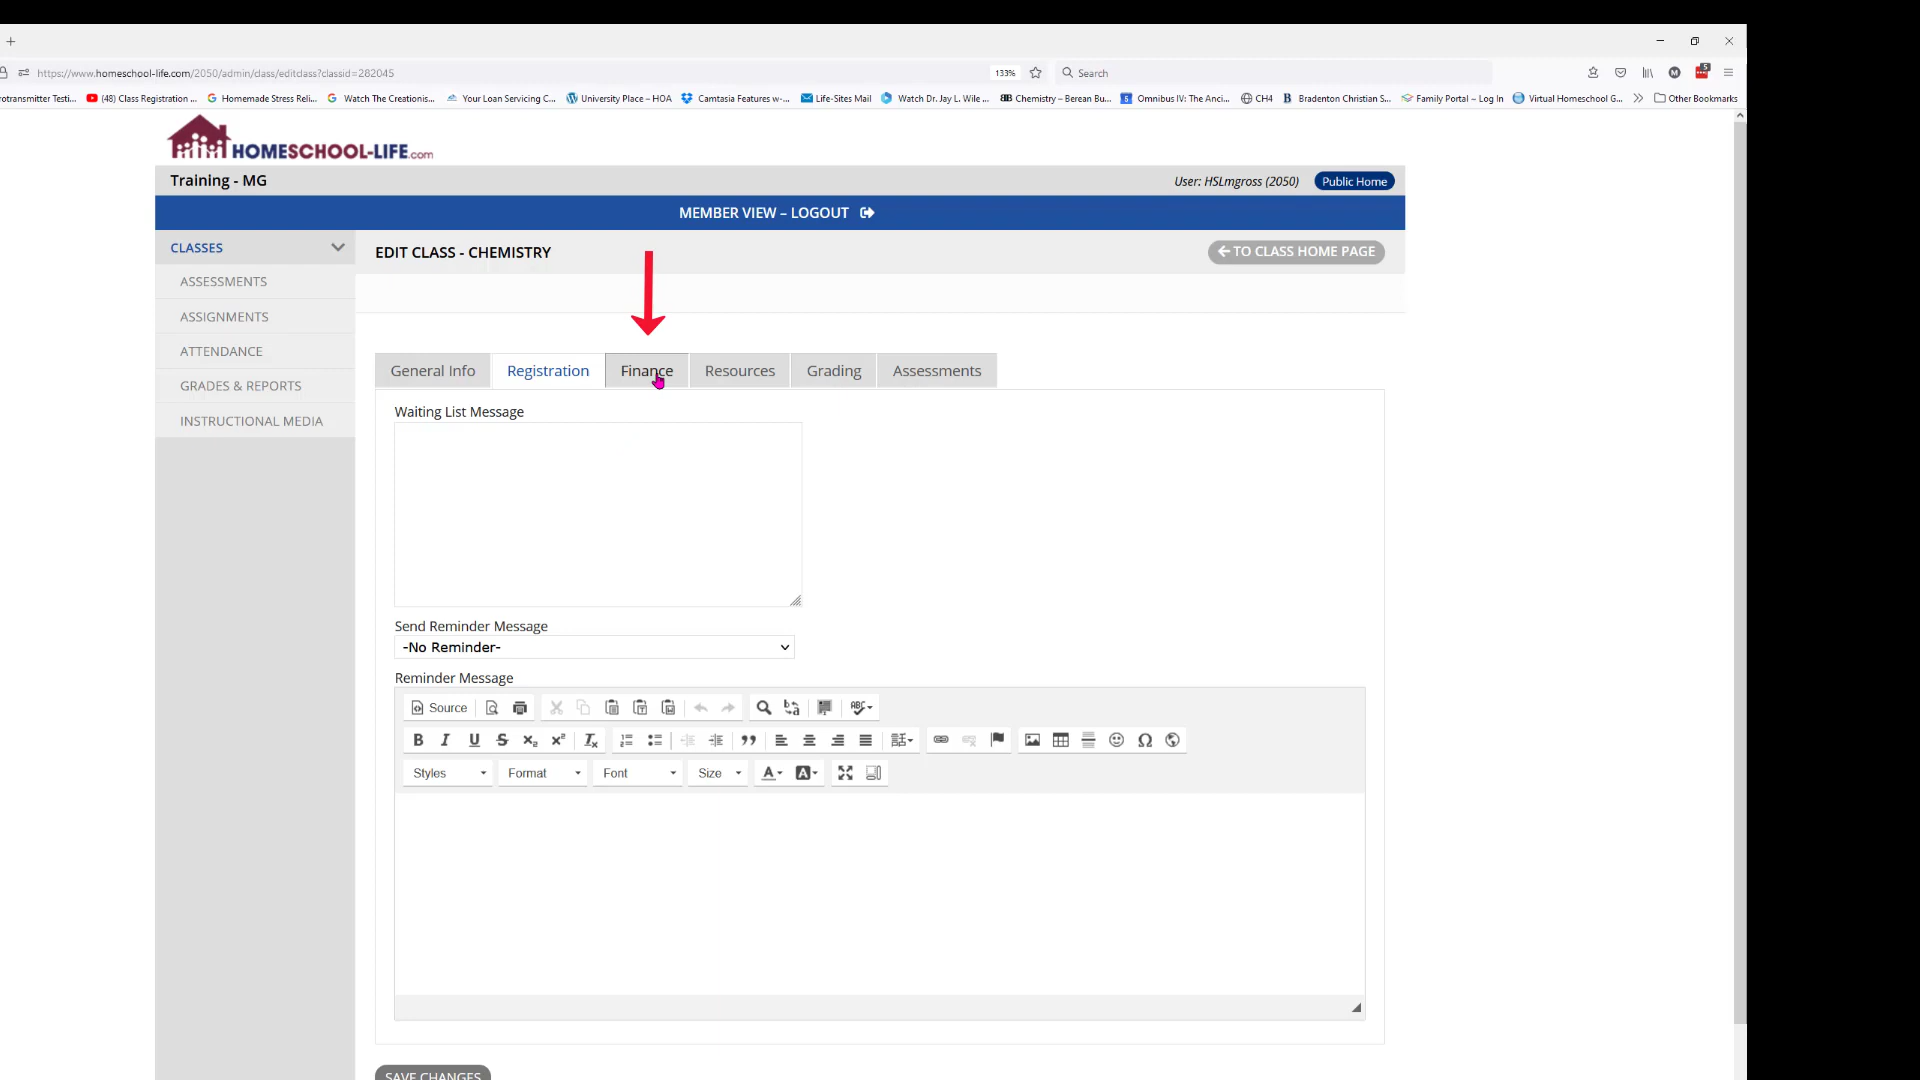 https://www.homeschool-life.com/2050/admin/class/editclass?classid=282045
133%
Search
M
5
rotransmitter Testi...
(48) Class Registration ...
Homemade Stress Reli...
Watch The Creationis...
Your Loan Servicing C...
University Place – HOA
Camtasia Features w-...
Life-Sites Mail
Watch Dr. Jay L. Wile ...
Chemistry – Berean Bu...
Omnibus IV: The Anci...
CH4
Bradenton Christian S...
Family Portal – Log In
Virtual Homeschool G...
Other Bookmarks
HOMESCHOOL-LIFE.com
Training - MG
User: HSLmgross (2050)
Public Home
MEMBER VIEW – LOGOUT
CLASSES
ASSESSMENTS
ASSIGNMENTS
ATTENDANCE
GRADES & REPORTS
INSTRUCTIONAL MEDIA
EDIT CLASS - CHEMISTRY
TO CLASS HOME PAGE
General Info
Registration
Finance
Resources
Grading
Assessments
Waiting List Message
Send Reminder Message
-No Reminder-
Reminder Message
Source
Styles
Format
Font
Size
SAVE CHANGES